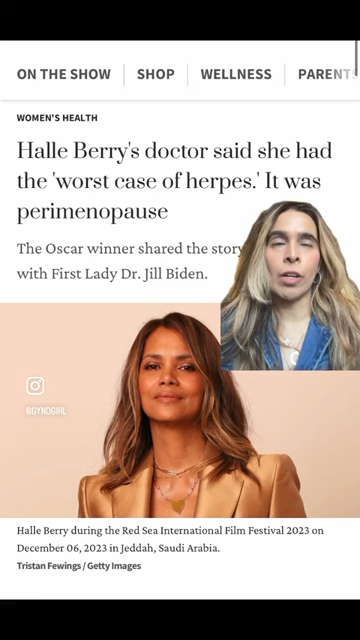 ON THE SHOW SHOP WELLNESS PARENTS
WOMEN'S HEALTH
Halle Berry's doctor said she had
the 'worst case of herpes.' It was
perimenopause
The Oscar winner shared the story
with First Lady Dr. Jill Biden.
@GYNOGIRL
Halle Berry during the Red Sea International Film Festival 2023 on
December 06, 2023 in Jeddah, Saudi Arabia.
Tristan Fewings / Getty Images